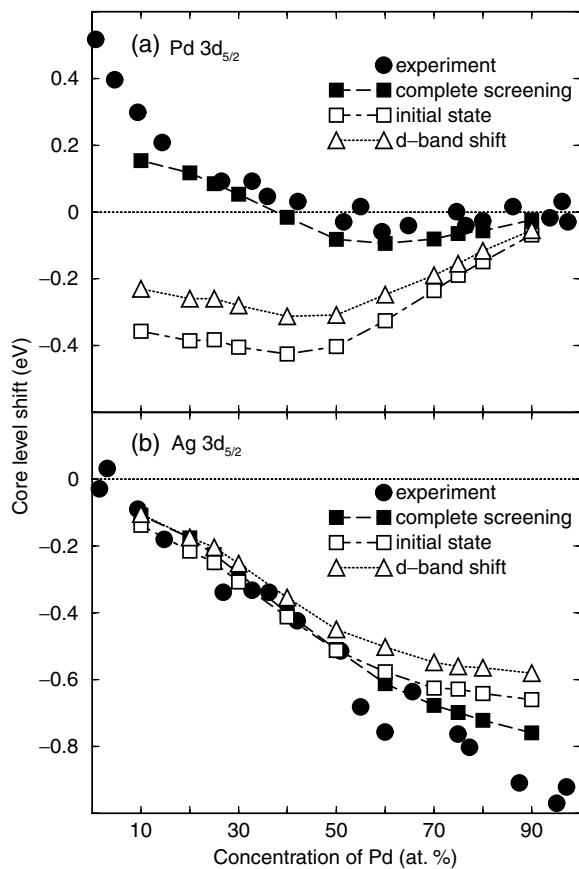 (a) Pd 3d5/2
experiment
complete screening
initial state
d−band shift
0.4
0.2
0
−0.2
−0.4
Core level shift (eV)
(b) Ag 3d5/2
experiment
complete screening
initial state
d−band shift
0
−0.2
−0.4
−0.6
−0.8
10 30 50 70 90
Concentration of Pd (at. %)